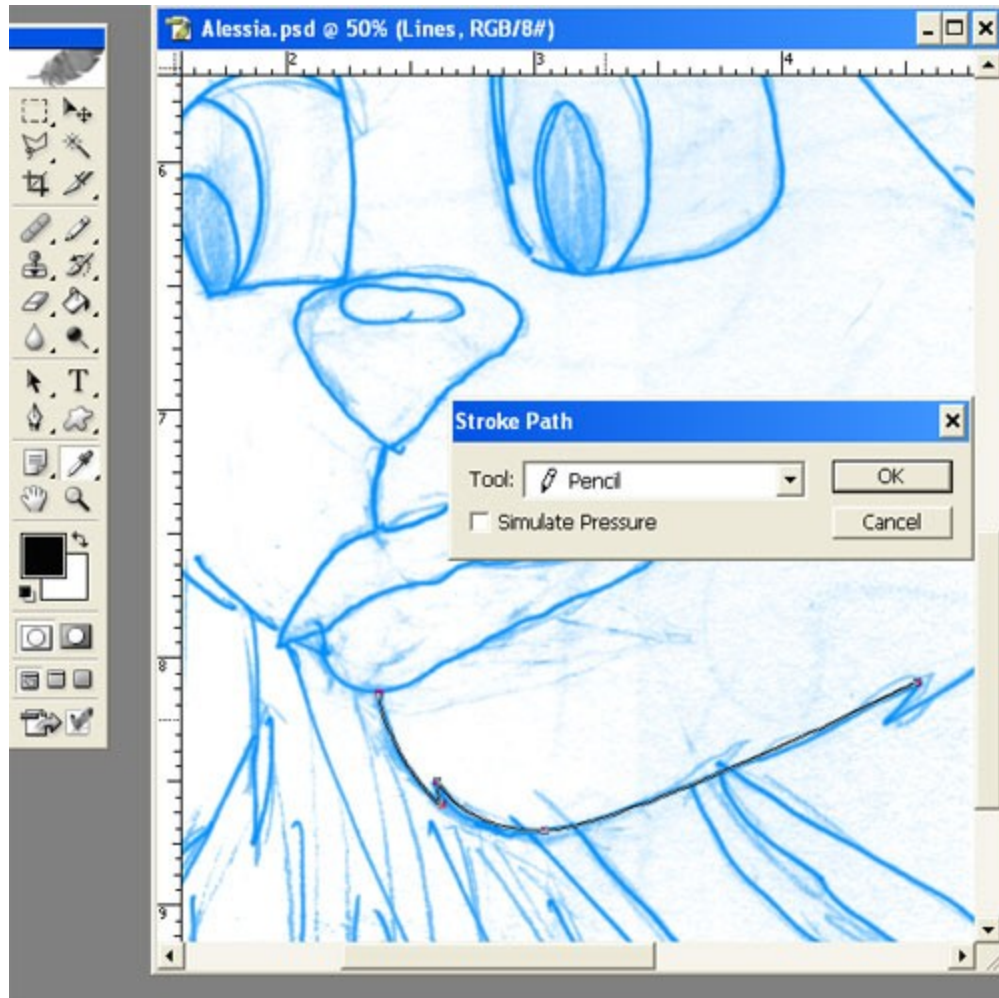 Alessia.psd @ 50% (Lines, RGB/8#)
2 3 4
6
7
8
9
T
Stroke Path
Tool: Pencil OK
Simulate Pressure Cancel